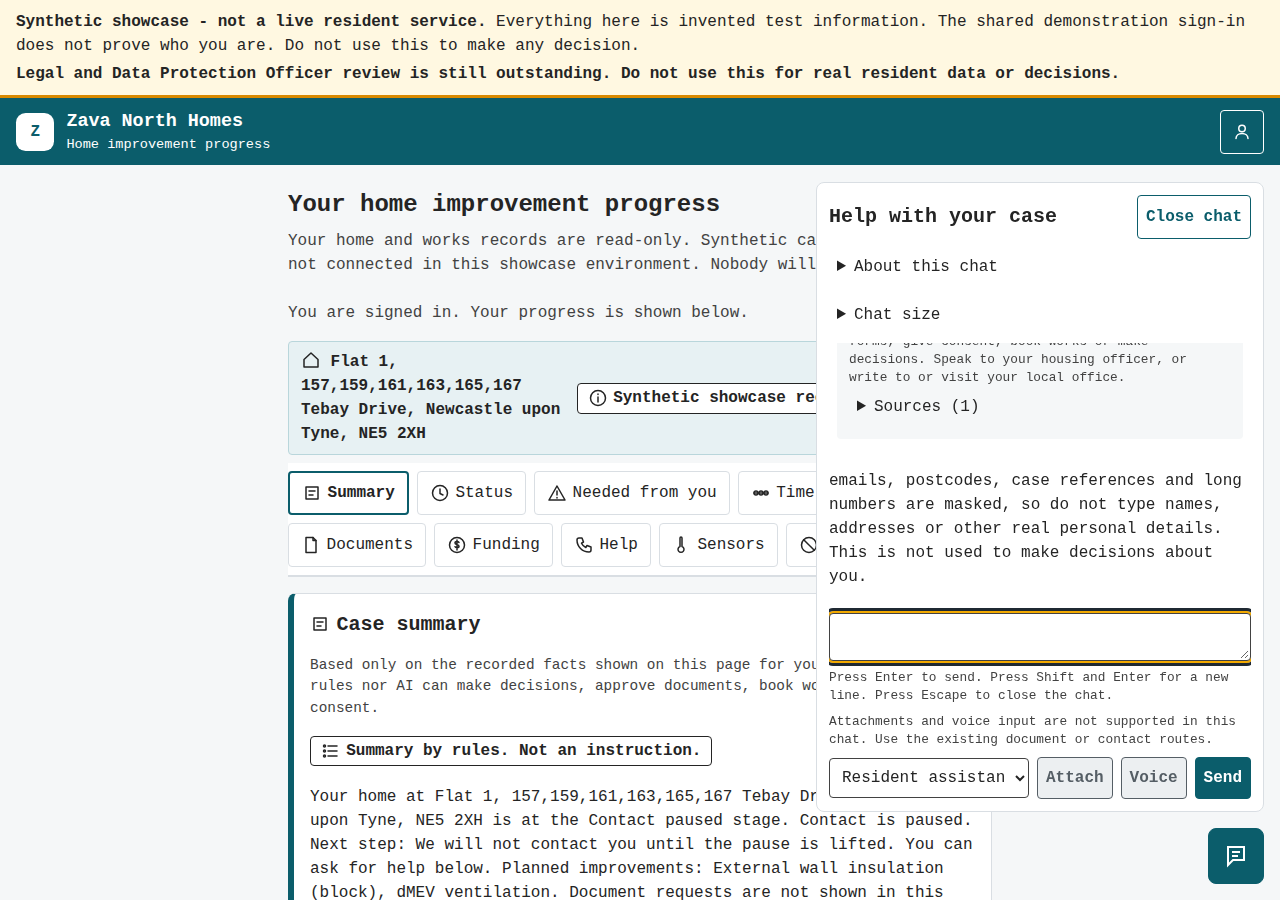 Synthetic showcase - not a live resident service. Everything here is invented test information. The shared demonstration sign-in
does not prove who you are. Do not use this to make any decision.
Legal and Data Protection Officer review is still outstanding. Do not use this for real resident data or decisions.
Z
Zava North Homes
Home improvement progress
Your home improvement progress
Your home and works records are read-only. Synthetic ca
not connected in this showcase environment. Nobody will
You are signed in. Your progress is shown below.
Flat 1,
157,159,161,163,165,167
Tebay Drive, Newcastle upon
Tyne, NE5 2XH
Synthetic showcase re
Summary
Status
Needed from you
Time
Documents
Funding
Help
Sensors
Case summary
Based only on the recorded facts shown on this page for you
rules nor AI can make decisions, approve documents, book wo
consent.
Summary by rules. Not an instruction.
Your home at Flat 1, 157,159,161,163,165,167 Tebay Dr
upon Tyne, NE5 2XH is at the Contact paused stage. Contact is paused.
Next step: We will not contact you until the pause is lifted. You can
ask for help below. Planned improvements: External wall insulation
(block), dMEV ventilation. Document requests are not shown in this
Help with your case
Close chat
About this chat
Chat size
forms, give consent, book works or make
decisions. Speak to your housing officer, or
write to or visit your local office.
Sources (1)
emails, postcodes, case references and long
numbers are masked, so do not type names,
addresses or other real personal details.
This is not used to make decisions about
you.
Press Enter to send. Press Shift and Enter for a new
line. Press Escape to close the chat.
Attachments and voice input are not supported in this
chat. Use the existing document or contact routes.
Resident assistan
Attach
Voice
Send